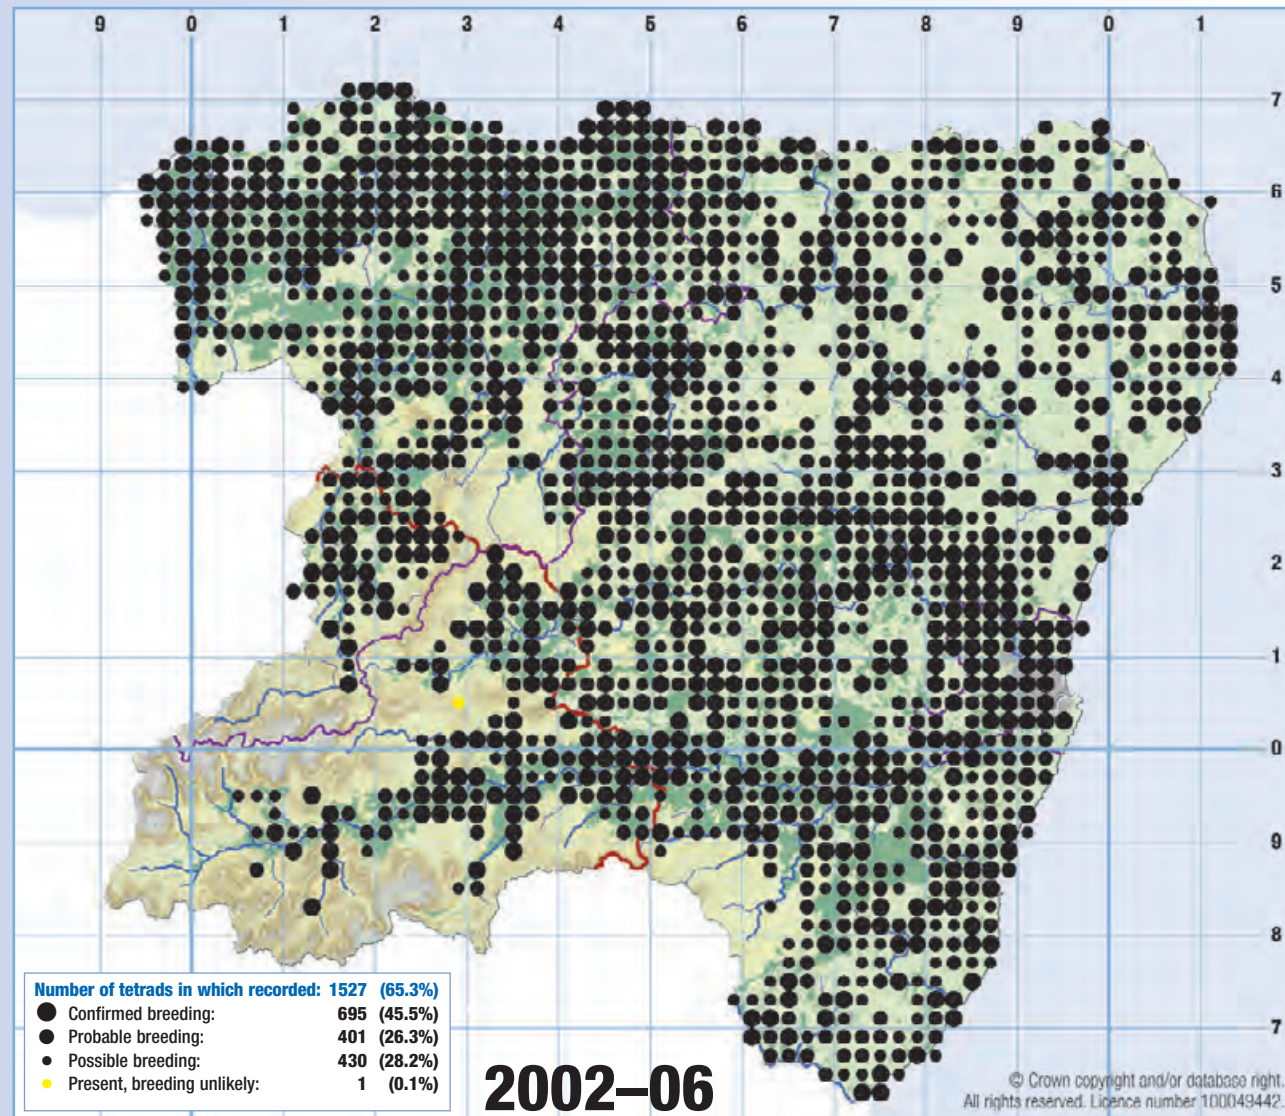 9 0 1 2 3 4 5 6 7 8 9 0 1
7
6
5
4
3
2
1
0
9
8
7
Number of tetrads in which recorded: 1527 (65.3%)
Confirmed breeding: 695 (45.5%)
Probable breeding: 401 (26.3%)
Possible breeding: 430 (28.2%)
Present, breeding unlikely: 1 (0.1%)
2002–06
© Crown copyright and/or database right.
All rights reserved. Licence number 100049442